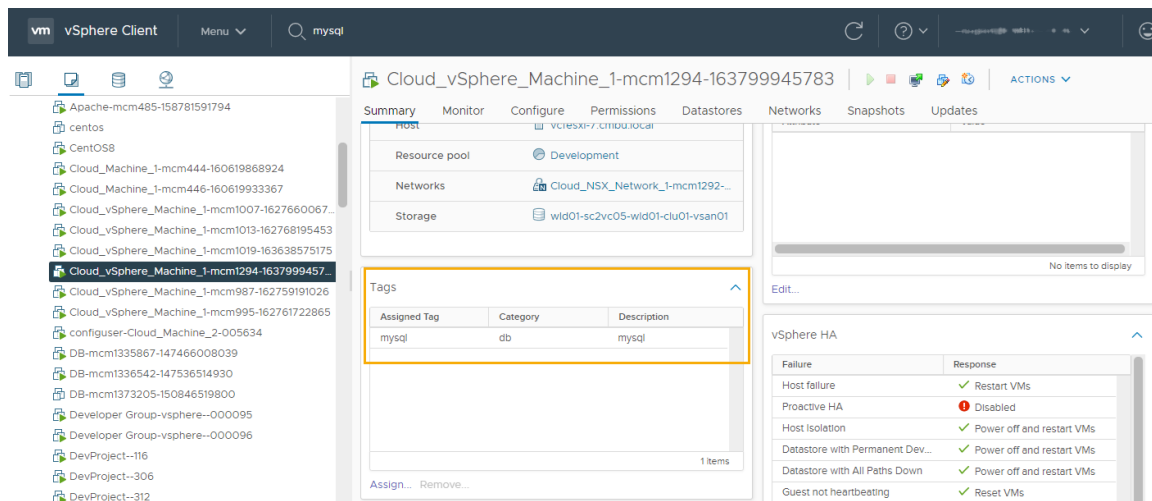 vm vSphere Client Menu mysql
Apache-mcm485-158781591794
centos
CentOS8
Cloud_Machine_1-mcm444-160619868924
Cloud_Machine_1-mcm446-160619933367
Cloud_vSphere_Machine_1-mcm1007-1627660067...
Cloud_vSphere_Machine_1-mcm1013-162768195453
Cloud_vSphere_Machine_1-mcm1019-163638575175
Cloud_vSphere_Machine_1-mcm1294-1637999457...
Cloud_vSphere_Machine_1-mcm987-162759191026
Cloud_vSphere_Machine_1-mcm995-162761722865
configuser-Cloud_Machine_2-005634
DB-mcm1335867-147466008039
DB-mcm1336542-147536514930
DB-mcm1373205-150846519800
Developer Group-vsphere--000095
Developer Group-vsphere--000096
DevProject--116
DevProject--306
DevProject--312
Cloud_vSphere_Machine_1-mcm1294-163799945783 ACTIONS
Summary Monitor Configure Permissions Datastores Networks Snapshots Updates
Host vcfesxi-7.cmbu.local
Resource pool Development
Networks Cloud_NSX_Network_1-mcm1292-...
Storage wld01-sc2vc05-wld01-clu01-vsan01
Tags
Assigned Tag Category Description
mysql db mysql
1 items
Assign... Remove...
No items to display
Edit...
vSphere HA
Failure Response
Host failure Restart VMs
Proactive HA Disabled
Host Isolation Power off and restart VMs
Datastore with Permanent Dev... Power off and restart VMs
Datastore with All Paths Down Power off and restart VMs
Guest not heartbeating Reset VMs